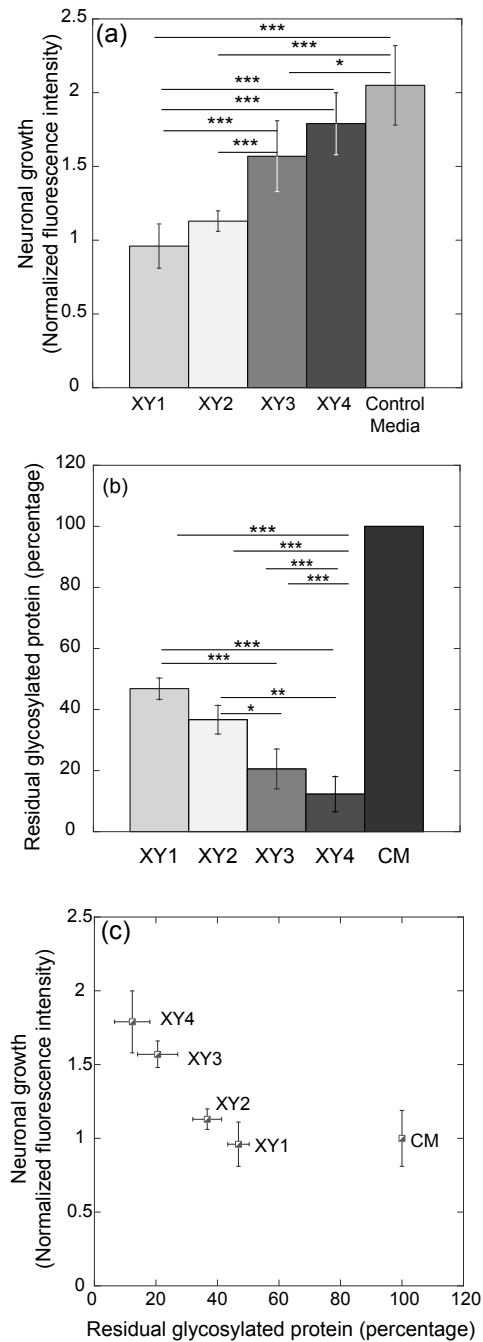 (a)
Neuronal growth
(Normalized fluorescence intensity)
2.5
2
1.5
1
0.5
0
***
***
*
***
***
***
***
XY1 XY2 XY3 XY4 Control
Media
(b)
Residual glycosylated protein (percentage)
120
100
80
60
40
20
0
***
***
***
***
***
***
**
*
XY1 XY2 XY3 XY4 CM
(c)
Neuronal growth
(Normalized fluorescence intensity)
2.5
2
1.5
1
0.5
0
XY4
XY3
XY2
XY1
CM
0 20 40 60 80 100 120
Residual glycosylated protein (percentage)